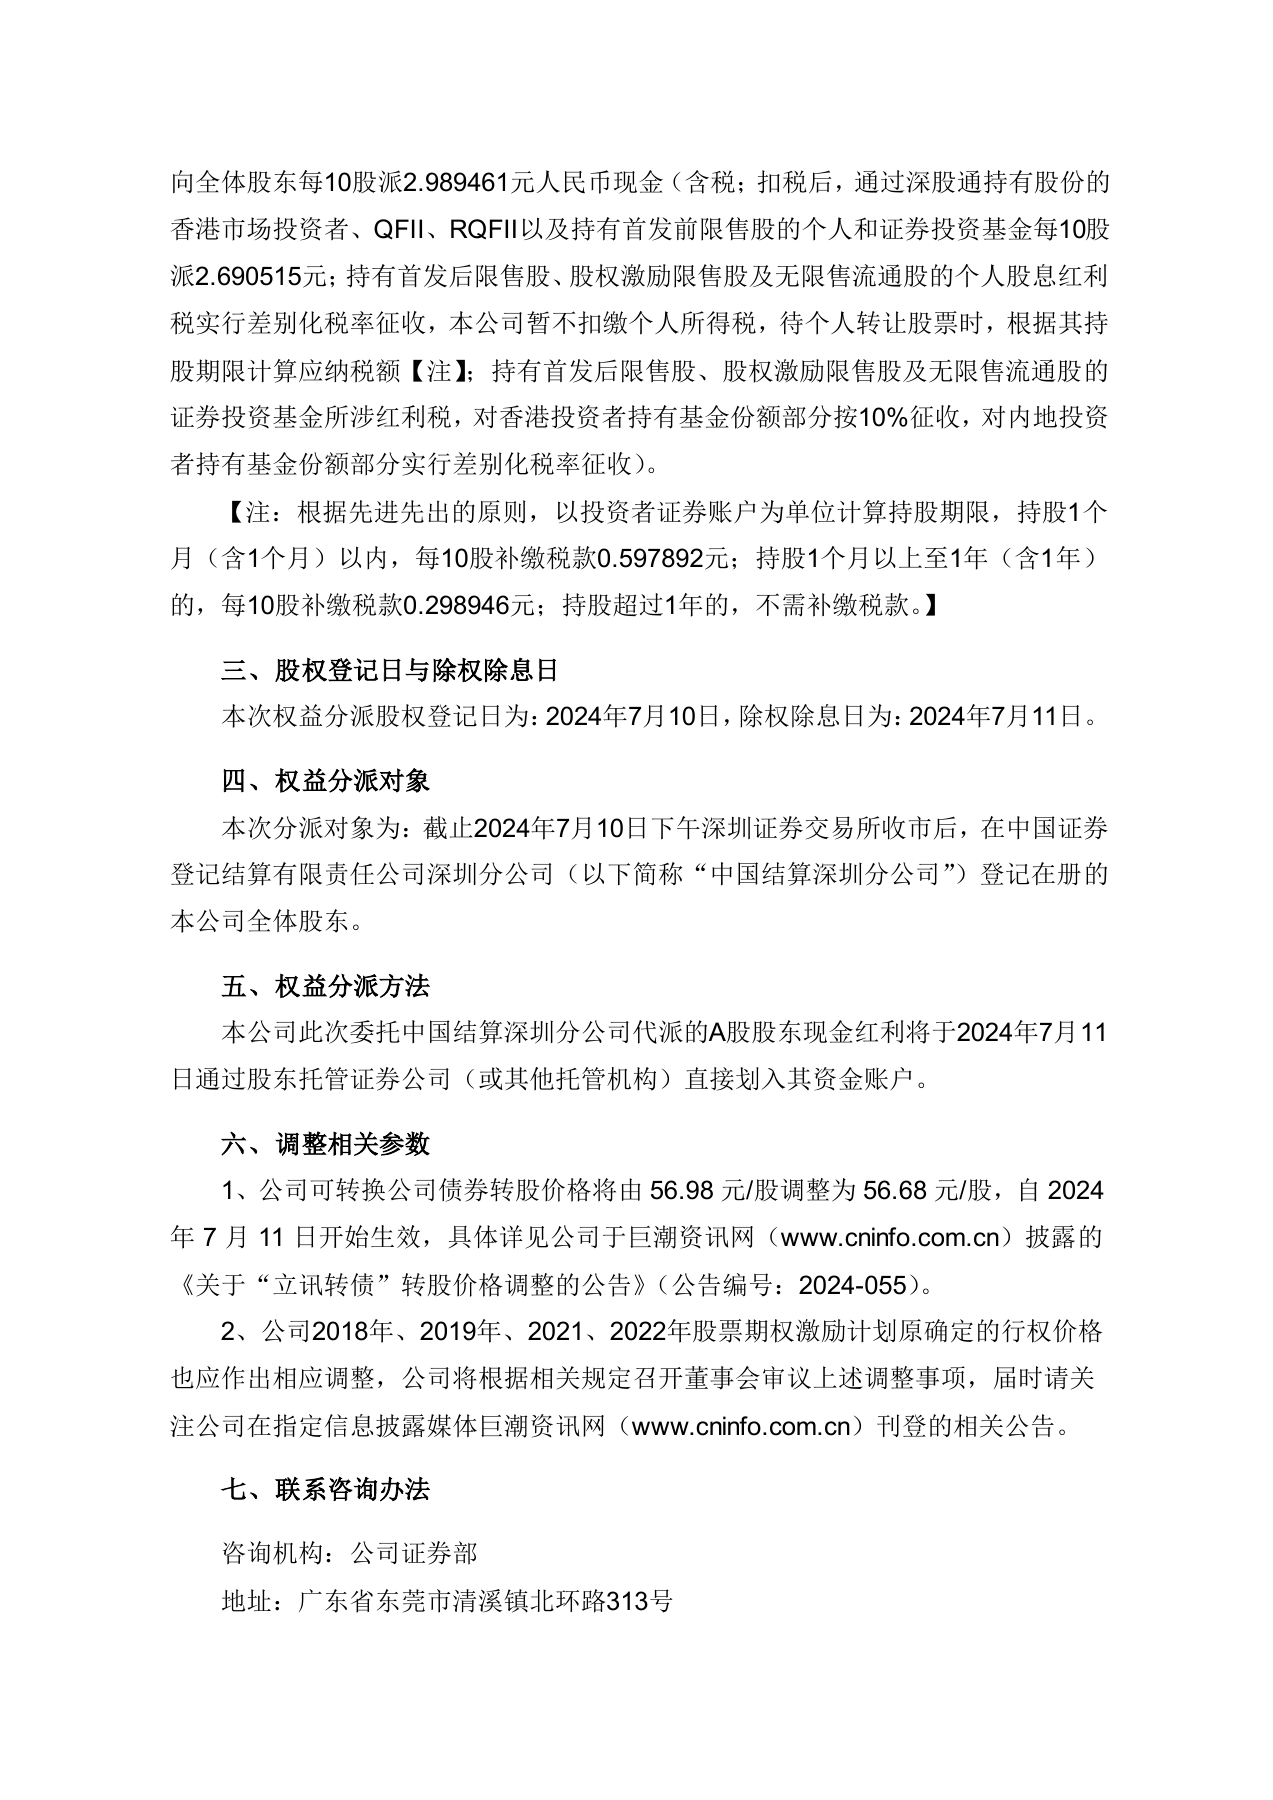 向全体股东每10股派2.989461元人民币现金（含税；扣税后，通过深股通持有股份的
香港市场投资者、QFII、RQFII以及持有首发前限售股的个人和证券投资基金每10股
派2.690515元；持有首发后限售股、股权激励限售股及无限售流通股的个人股息红利
税实行差别化税率征收，本公司暂不扣缴个人所得税，待个人转让股票时，根据其持
股期限计算应纳税额【注】；持有首发后限售股、股权激励限售股及无限售流通股的
证券投资基金所涉红利税，对香港投资者持有基金份额部分按10%征收，对内地投资
者持有基金份额部分实行差别化税率征收）。
【注：根据先进先出的原则，以投资者证券账户为单位计算持股期限，持股1个
月（含1个月）以内，每10股补缴税款0.597892元；持股1个月以上至1年（含1年）
的，每10股补缴税款0.298946元；持股超过1年的，不需补缴税款。】
三、股权登记日与除权除息日
本次权益分派股权登记日为：2024年7月10日，除权除息日为：2024年7月11日。
四、权益分派对象
本次分派对象为：截止2024年7月10日下午深圳证券交易所收市后，在中国证券
登记结算有限责任公司深圳分公司（以下简称“中国结算深圳分公司”）登记在册的
本公司全体股东。
五、权益分派方法
本公司此次委托中国结算深圳分公司代派的A股股东现金红利将于2024年7月11
日通过股东托管证券公司（或其他托管机构）直接划入其资金账户。
六、调整相关参数
1、公司可转换公司债券转股价格将由 56.98 元/股调整为 56.68 元/股，自 2024
年 7 月 11 日开始生效，具体详见公司于巨潮资讯网（www.cninfo.com.cn）披露的
《关于“立讯转债”转股价格调整的公告》（公告编号：2024-055）。
2、公司2018年、2019年、2021、2022年股票期权激励计划原确定的行权价格
也应作出相应调整，公司将根据相关规定召开董事会审议上述调整事项，届时请关
注公司在指定信息披露媒体巨潮资讯网（www.cninfo.com.cn）刊登的相关公告。
七、联系咨询办法
咨询机构：公司证券部
地址：广东省东莞市清溪镇北环路313号